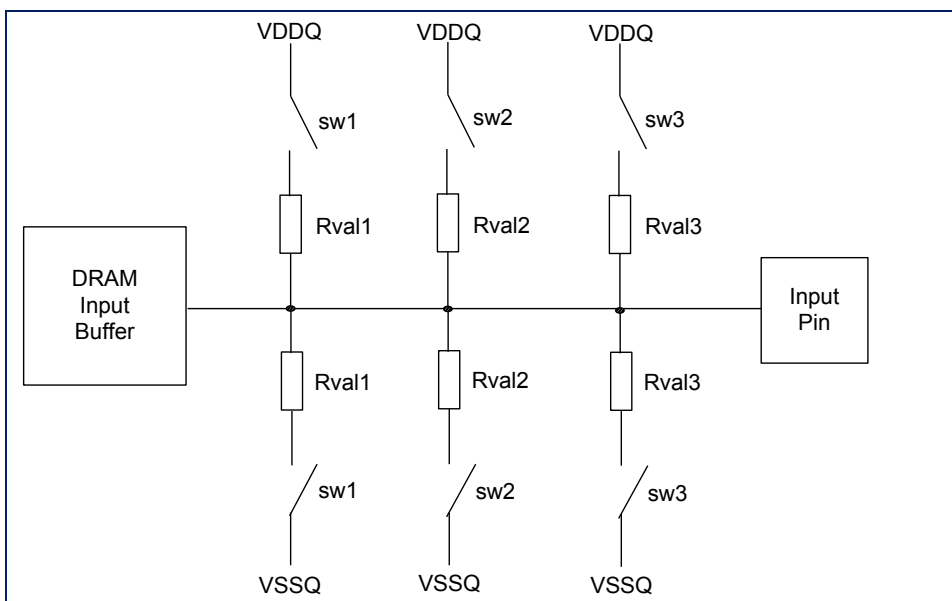 VDDQ VDDQ VDDQ
sw1 sw2 sw3
Rval1 Rval2 Rval3
DRAM
Input
Buffer
Input
Pin
Rval1 Rval2 Rval3
sw1 sw2 sw3
VSSQ VSSQ VSSQ